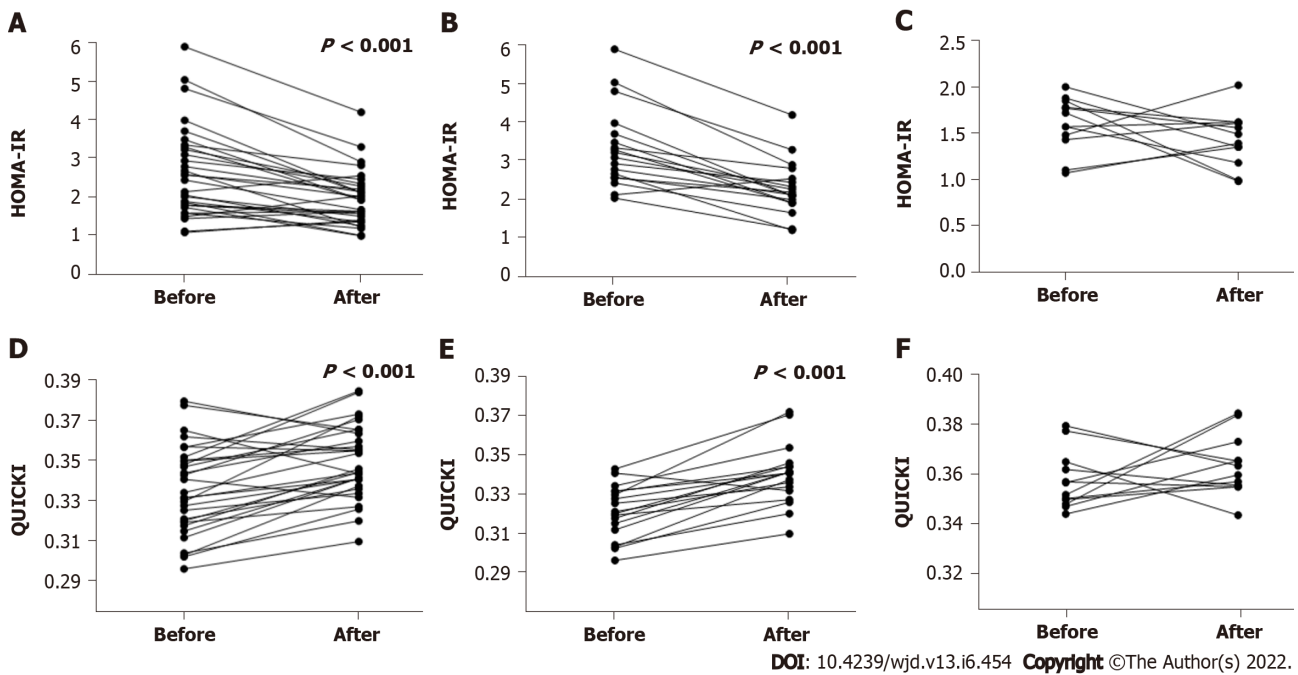 A
P < 0.001
HOMA-IR
6
5
4
3
2
1
0
Before After
B
P < 0.001
HOMA-IR
6
5
4
3
2
1
0
Before After
C
HOMA-IR
2.5
2.0
1.5
1.0
0.5
0.0
Before After
D
P < 0.001
QUICKI
0.39
0.37
0.35
0.33
0.31
0.29
Before After
E
P < 0.001
QUICKI
0.39
0.37
0.35
0.33
0.31
0.29
Before After
F
QUICKI
0.40
0.38
0.36
0.34
0.32
Before After
DOI: 10.4239/wjd.v13.i6.454 Copyright ©The Author(s) 2022.